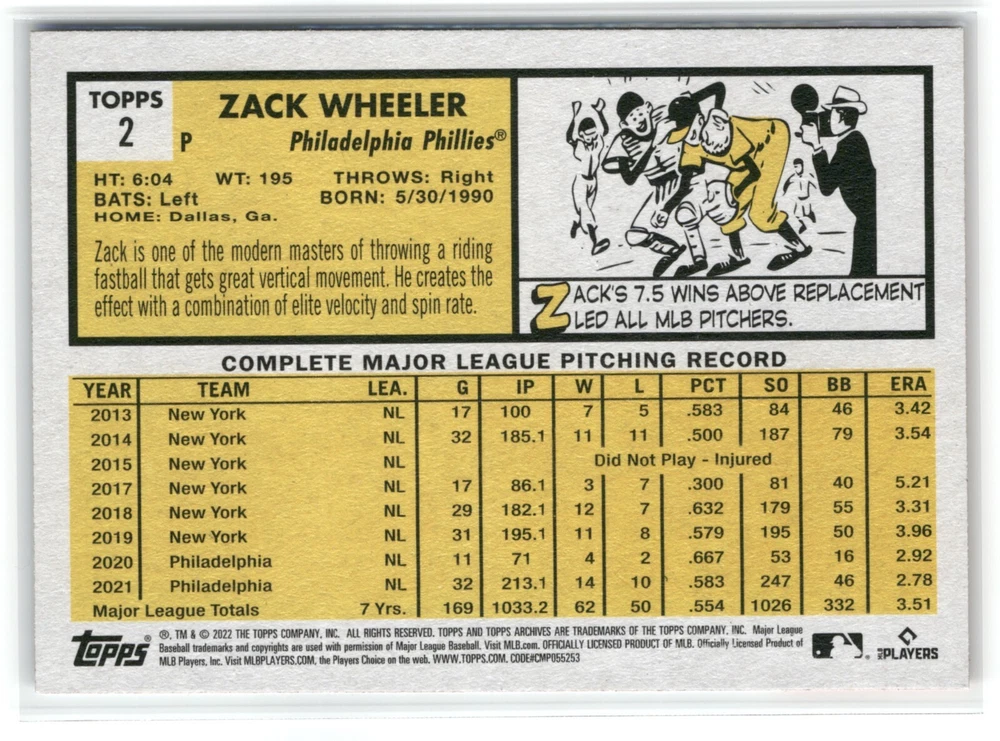 TOPPS
2
P
ZACK WHEELER
Philadelphia Phillies®
HT: 6:04 WT: 195 THROWS: Right
BATS: Left BORN: 5/30/1990
HOME: Dallas, Ga.
Zack is one of the modern masters of throwing a riding
fastball that gets great vertical movement. He creates the
effect with a combination of elite velocity and spin rate.
ZACK'S 7.5 WINS ABOVE REPLACEMENT
LED ALL MLB PITCHERS.
COMPLETE MAJOR LEAGUE PITCHING RECORD
YEAR TEAM LEA. G IP W L PCT SO BB ERA
2013 New York NL 17 100 7 5 .583 84 46 3.42
2014 New York NL 32 185.1 11 11 .500 187 79 3.54
2015 New York NL Did Not Play - Injured
2017 New York NL 17 86.1 3 7 .300 81 40 5.21
2018 New York NL 29 182.1 12 7 .632 179 55 3.31
2019 New York NL 31 195.1 11 8 .579 195 50 3.96
2020 Philadelphia NL 11 71 4 2 .667 53 16 2.92
2021 Philadelphia NL 32 213.1 14 10 .583 247 46 2.78
Major League Totals 7 Yrs. 169 1033.2 62 50 .554 1026 332 3.51
topps® ®, TM & © 2022 THE TOPPS COMPANY, INC. ALL RIGHTS RESERVED. TOPPS AND TOPPS ARCHIVES ARE TRADEMARKS OF THE TOPPS COMPANY, INC. Major League
Baseball trademarks and copyrights are used with permission of Major League Baseball. Visit MLB.com. OFFICIALLY LICENSED PRODUCT OF MLB. Officially Licensed Product of
MLB Players, Inc. Visit MLBPLAYERS.COM, the Players Choice on the web. WWW.TOPPS.COM. CODE#CMP055253
MLB PLAYERS